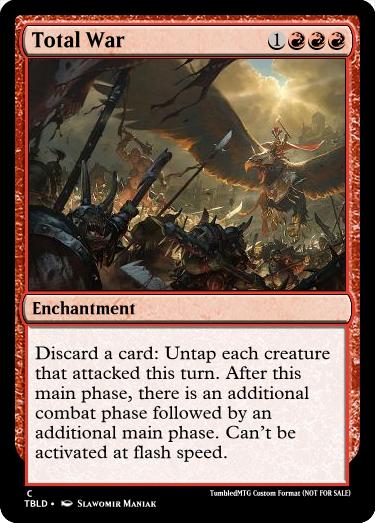 Total War 1
Enchantment
Discard a card: Untap each creature
that attacked this turn. After this
main phase, there is an additional
combat phase followed by an
additional main phase. Can't be
activated at flash speed.
C
TBLD • Slawomir Maniak
TumbledMTG Custom Format (NOT FOR SALE)